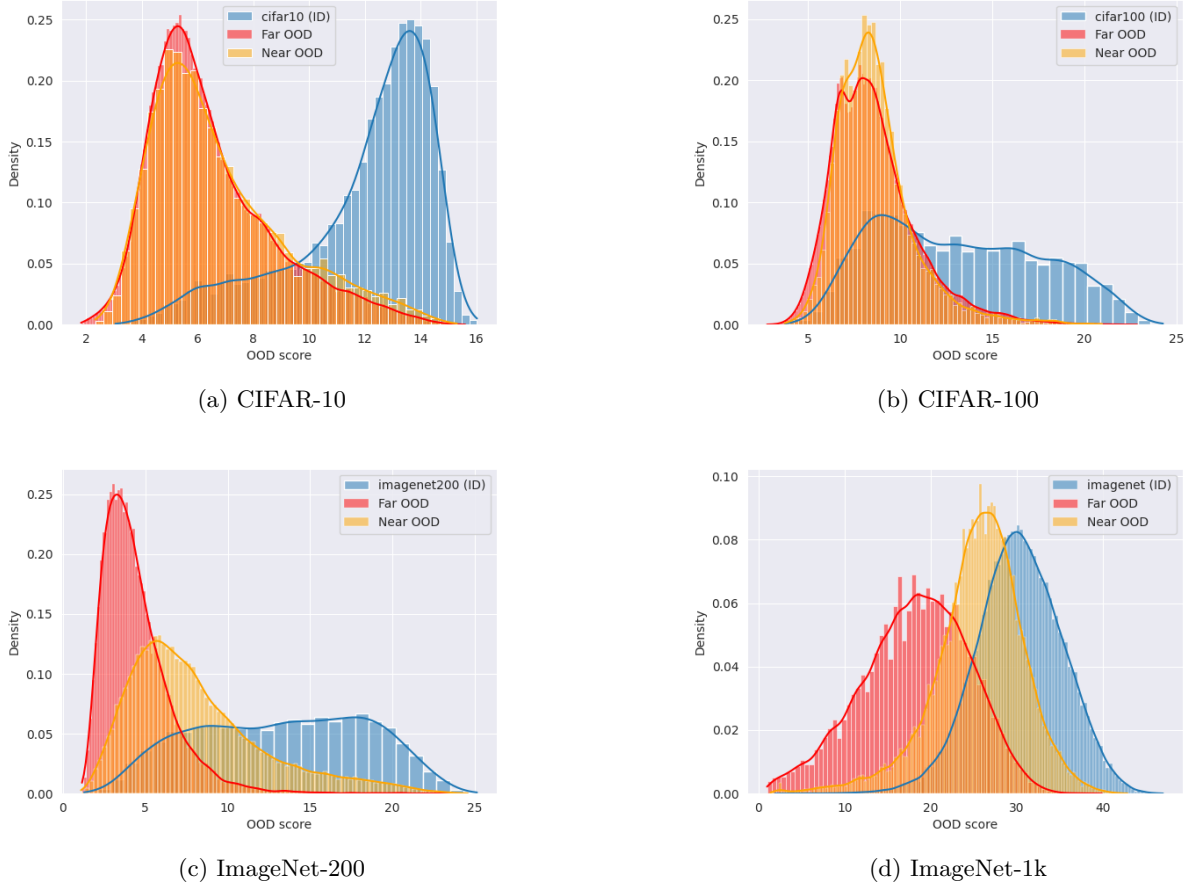 cifar10 (ID)
Far OOD
Near OOD
0.25
0.20
0.15
0.10
0.05
0.00
Density
2 4 6 8 10 12 14 16
OOD score
(a) CIFAR-10
cifar100 (ID)
Far OOD
Near OOD
0.25
0.20
0.15
0.10
0.05
0.00
Density
5 10 15 20 25
OOD score
(b) CIFAR-100
imagenet200 (ID)
Far OOD
Near OOD
0.25
0.20
0.15
0.10
0.05
0.00
Density
0 5 10 15 20 25
OOD score
(c) ImageNet-200
imagenet (ID)
Far OOD
Near OOD
0.10
0.08
0.06
0.04
0.02
0.00
Density
0 10 20 30 40
OOD score
(d) ImageNet-1k